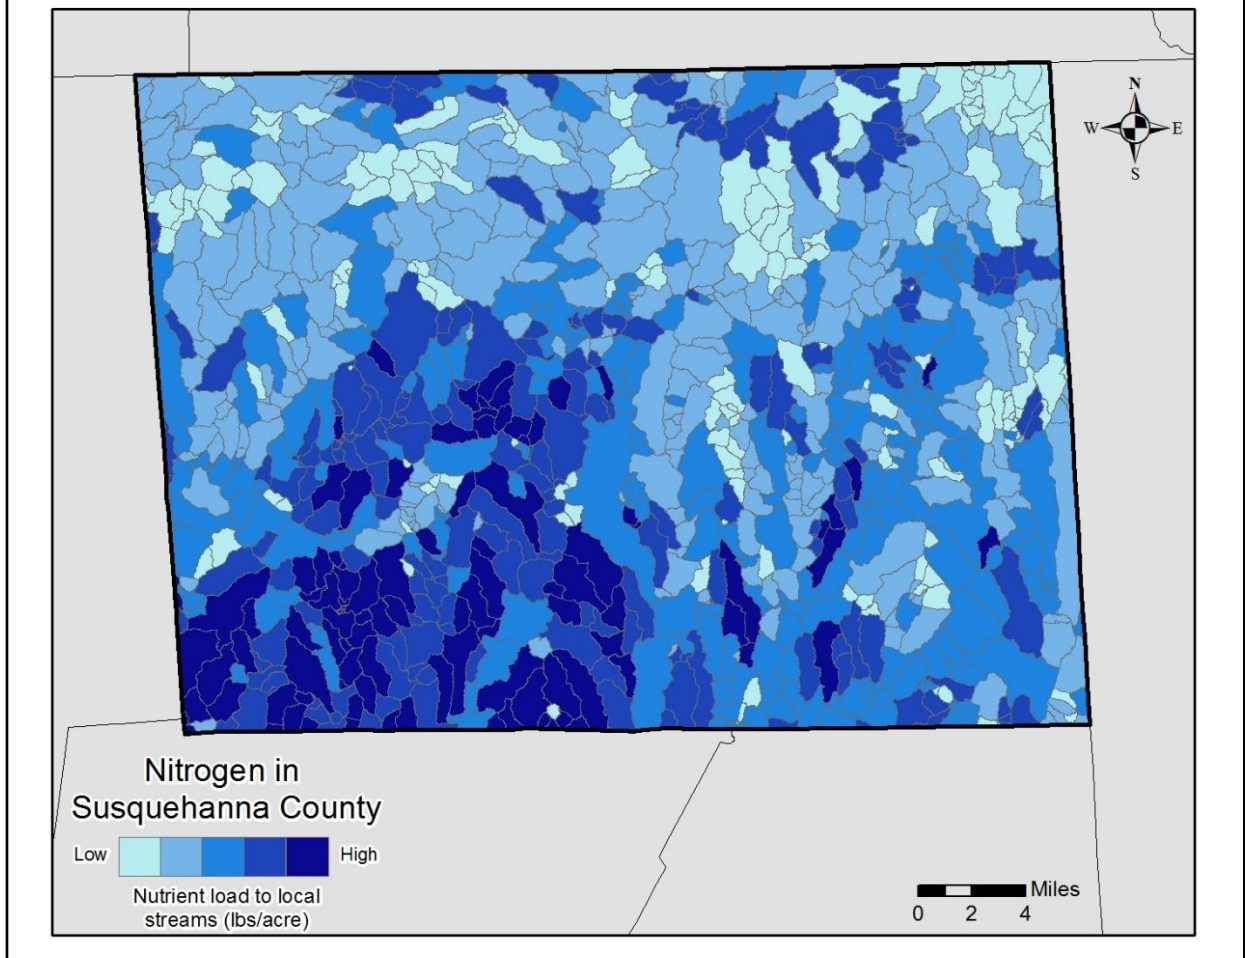 N
W E
S
Nitrogen in
Susquehanna County
Low High
Nutrient load to local
streams (lbs/acre)
Miles
0 2 4